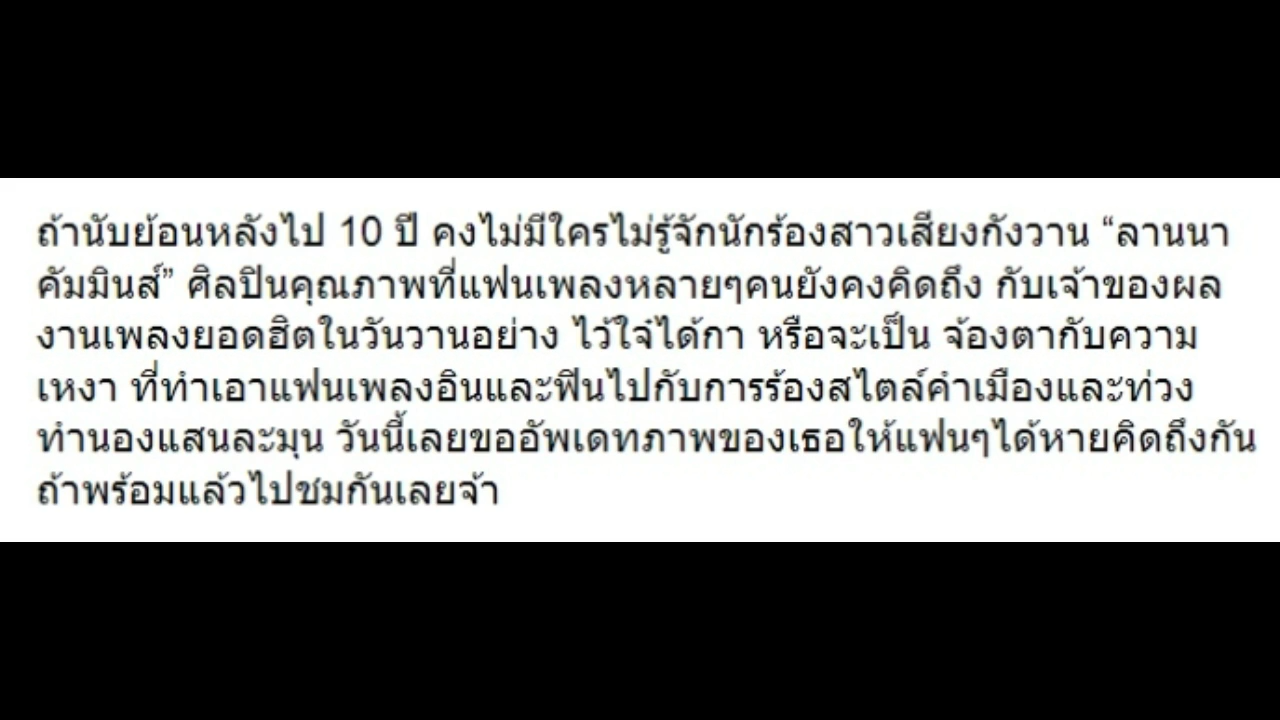 ถ้านับย้อนหลังไป 10 ปี คงไม่มีใครไม่รู้จักนักร้องสาวเสียงกังวาน “ลานนา
คัมมินส์” ศิลปินคุณภาพที่แฟนเพลงหลายๆคนยังคงคิดถึง กับเจ้าของผล
งานเพลงยอดฮิตในวันวานอย่าง ไว้ใจ๋ได้กา หรือจะเป็น จ้องตากับความ
เหงา ที่ทำเอาแฟนเพลงอินและฟินไปกับการร้องสไตล์คำเมืองและท่วง
ทำนองแสนละมุน วันนี้เลยขออัพเดทภาพของเธอให้แฟนๆได้หายคิดถึงกัน
ถ้าพร้อมแล้วไปชมกันเลยจ้า